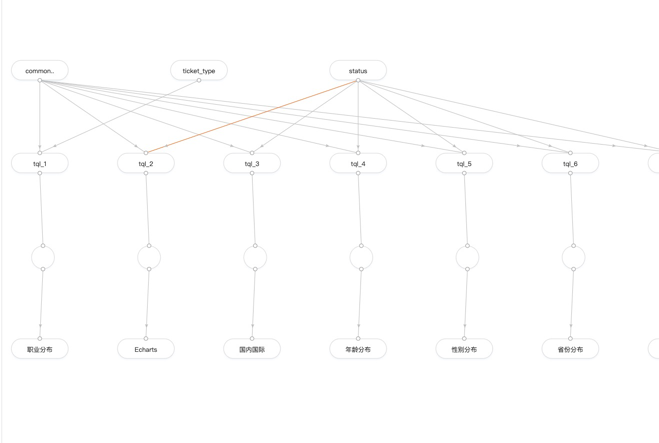 common..
ticket_type
status
tql_1
tql_2
tql_3
tql_4
tql_5
tql_6
职业分布
Echarts
国内国际
年龄分布
性别分布
省份分布